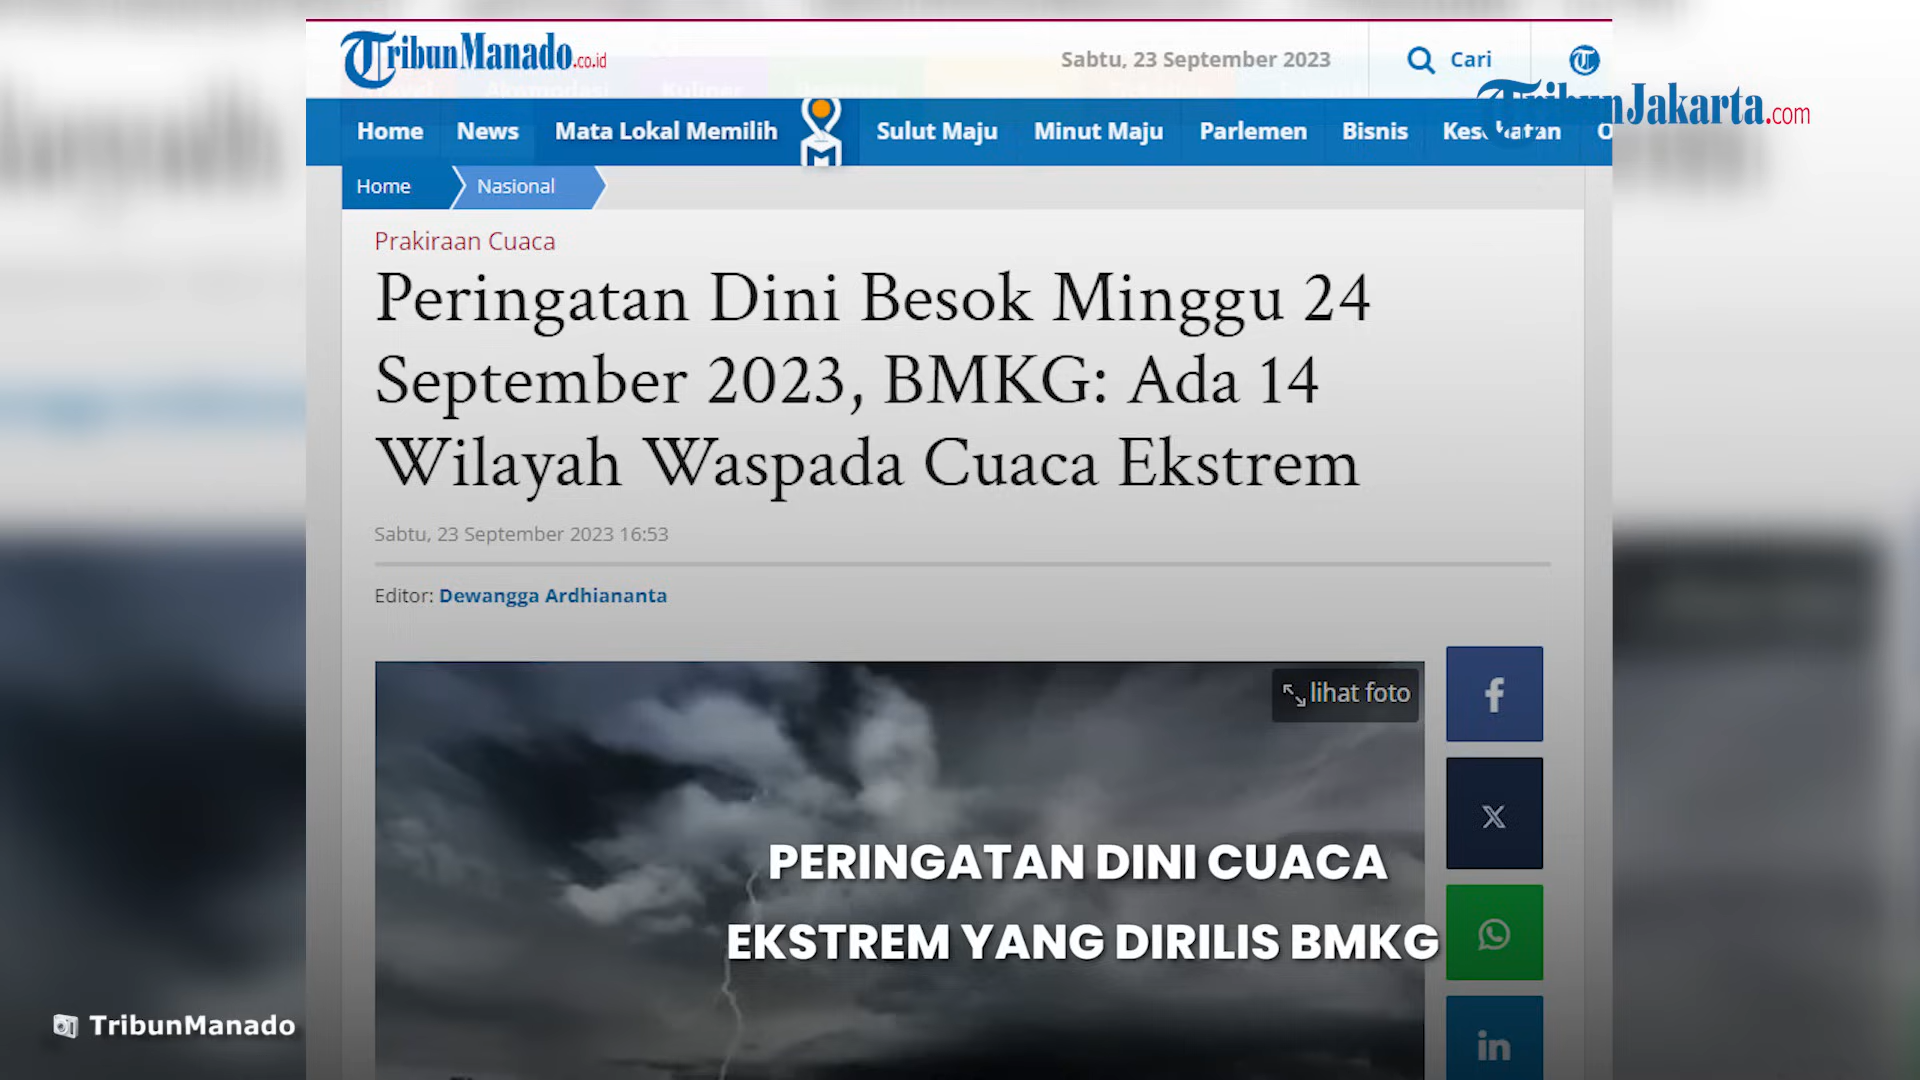 TribunManado.co.id
Sabtu, 23 September 2023
Cari
TribunJakarta.com
Home
News
Mata Lokal Memilih
Sulut Maju
Minut Maju
Parlemen
Bisnis
Kesehatan
Home
Nasional
Prakiraan Cuaca
Peringatan Dini Besok Minggu 24
September 2023, BMKG: Ada 14
Wilayah Waspada Cuaca Ekstrem
Sabtu, 23 September 2023 16:53
Editor: Dewangga Ardhiananta
lihat foto
PERINGATAN DINI CUACA
EKSTREM YANG DIRILIS BMKG
TribunManado